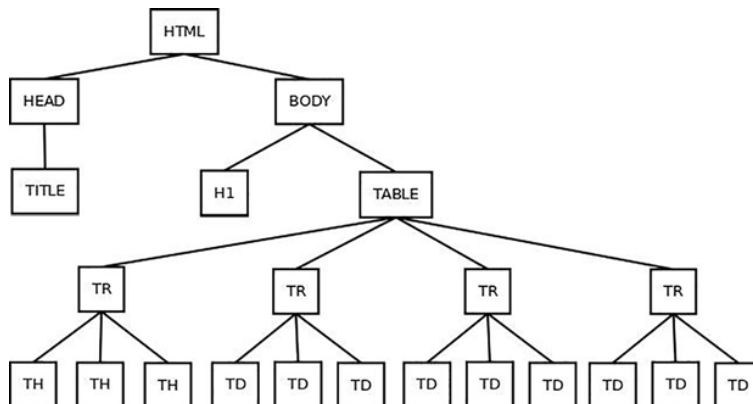 HTML
HEAD BODY
TITLE H1 TABLE
TR TR TR TR
TH TH TH TD TD TD TD TD TD TD TD TD